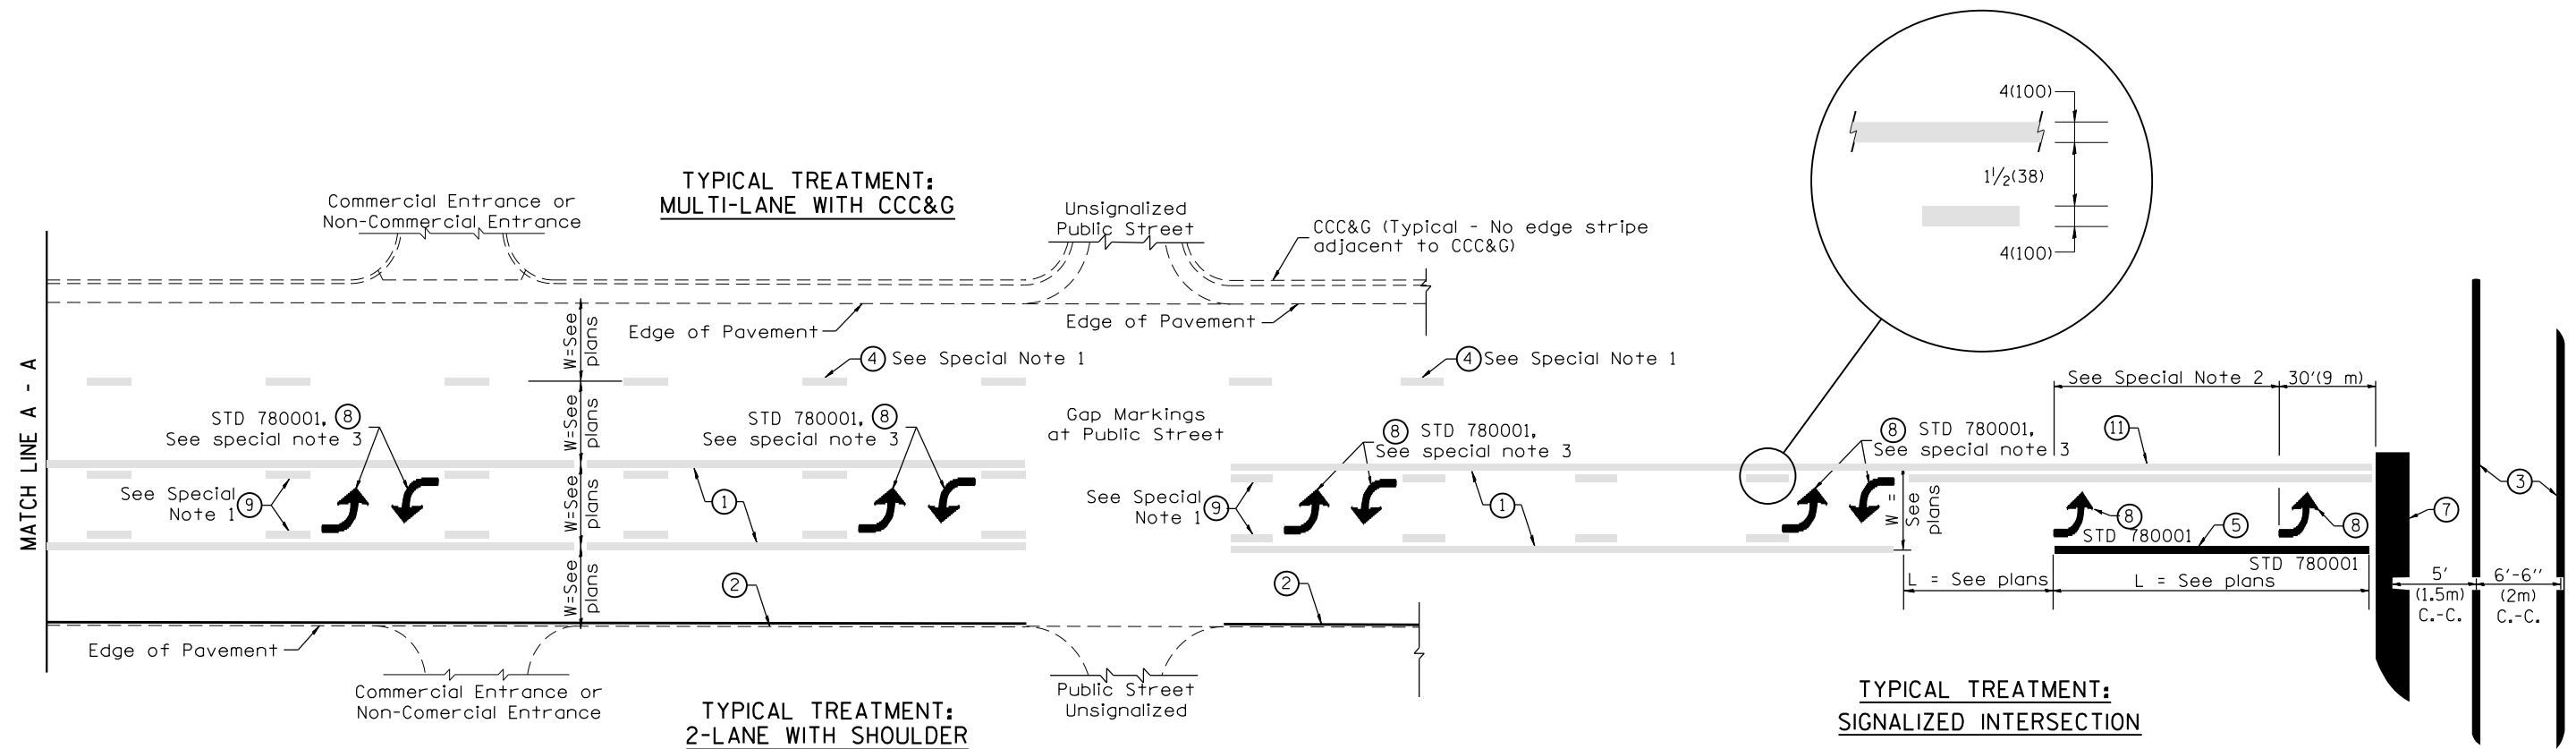 TYPICAL TREATMENT:
MULTI-LANE WITH CCC&G
Commercial Entrance or
Non-Commercial Entrance
Unsignalized
Public Street
CCC&G (Typical - No edge stripe
adjacent to CCC&G)
4(100)
1 1/2(38)
4(100)
Edge of Pavement
Edge of Pavement
MATCH LINE A - A
W=See
plans
4 See Special Note 1
4 See Special Note 1
See Special Note 2
30'(9 m)
STD 780001, 8
See special note 3
W=See
plans
STD 780001, 8
See special note 3
Gap Markings
at Public Street
8 STD 780001,
See special note 3
8 STD 780001,
See special note 3
11
3
See Special
Note 1 9
W=See
plans
1
See Special
Note 1 9
1
W =
See
plans
8
STD 780001
5
8
STD 780001
7
2
W=See
plans
2
L = See plans
L = See plans
5'
(1.5m)
C.-C.
6'-6''
(2m)
C.-C.
Edge of Pavement
Commercial Entrance or
Non-Comercial Entrance
Public Street
Unsignalized
TYPICAL TREATMENT:
2-LANE WITH SHOULDER
TYPICAL TREATMENT:
SIGNALIZED INTERSECTION